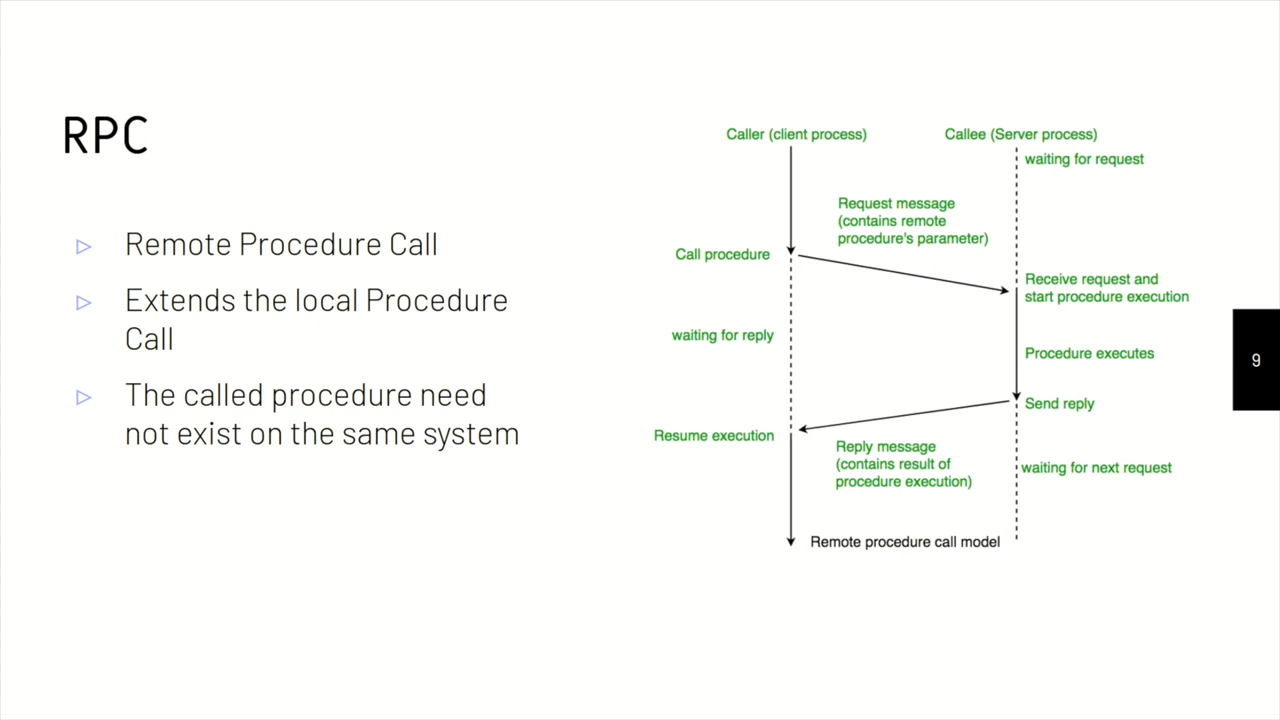 RPC
Remote Procedure Call
Extends the local Procedure
Call
The called procedure need
not exist on the same system
Caller (client process)
Callee (Server process)
waiting for request
Request message
(contains remote
procedure's parameter)
Call procedure
Receive request and
start procedure execution
waiting for reply
Procedure executes
Send reply
Resume execution
Reply message
(contains result of
procedure execution)
waiting for next request
Remote procedure call model
9